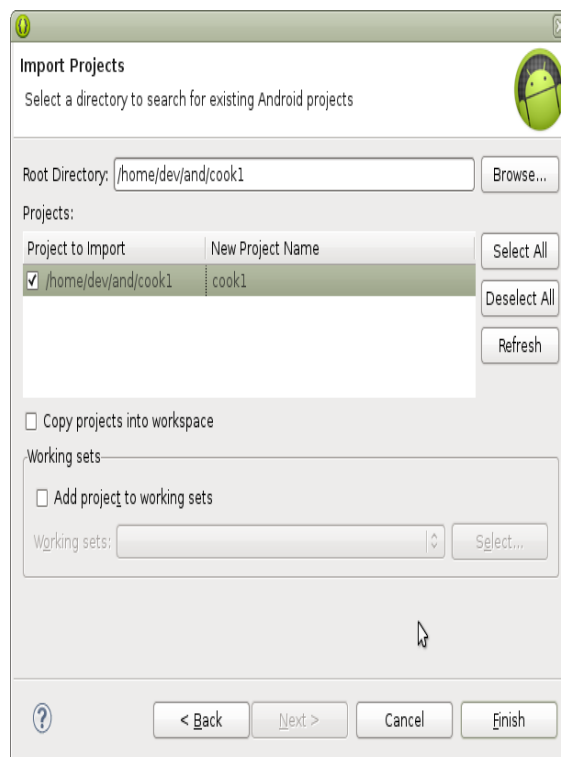 Import Projects
Select a directory to search for existing Android projects
Root Directory: /home/dev/and/cook1 Browse...
Projects:
Project to Import New Project Name Select All
/home/dev/and/cook1 cook1
Deselect All
Refresh
Copy projects into workspace
Working sets
Add project to working sets
Working sets: Select...
? < Back Next > Cancel Finish